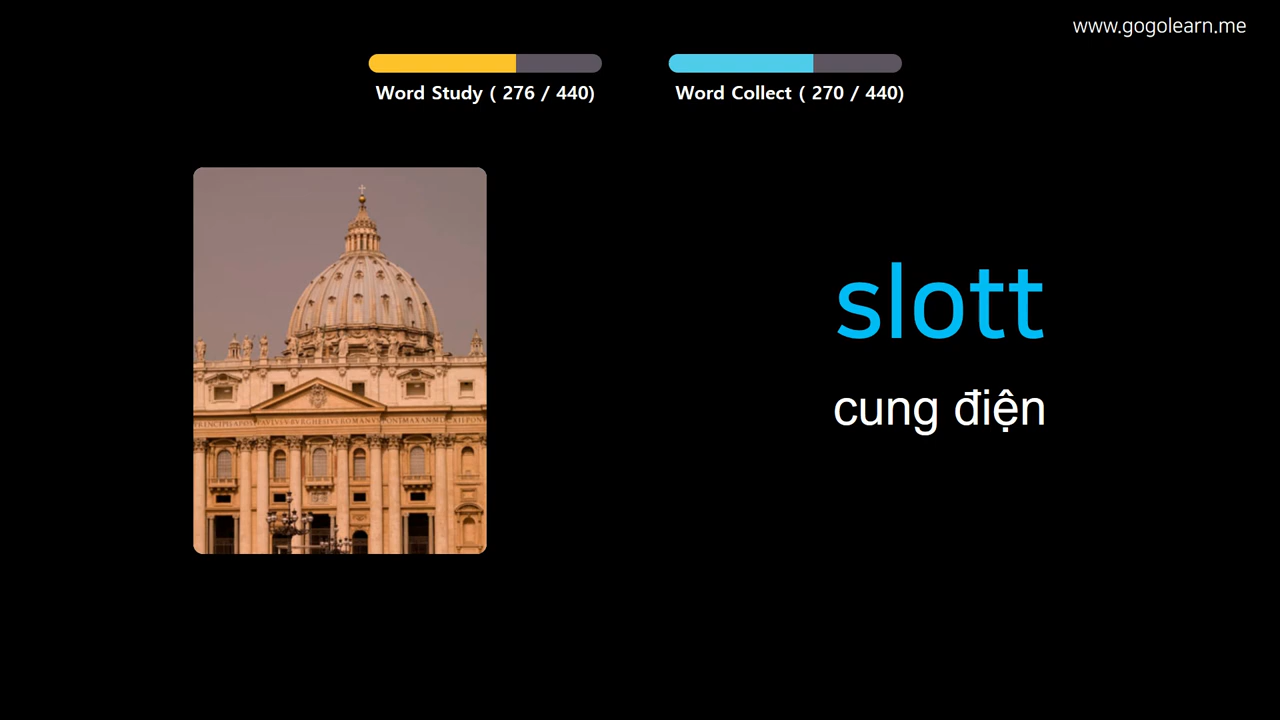 www.gogolearn.me
Word Study ( 276 / 440)
Word Collect ( 270 / 440)
slott
cung điện